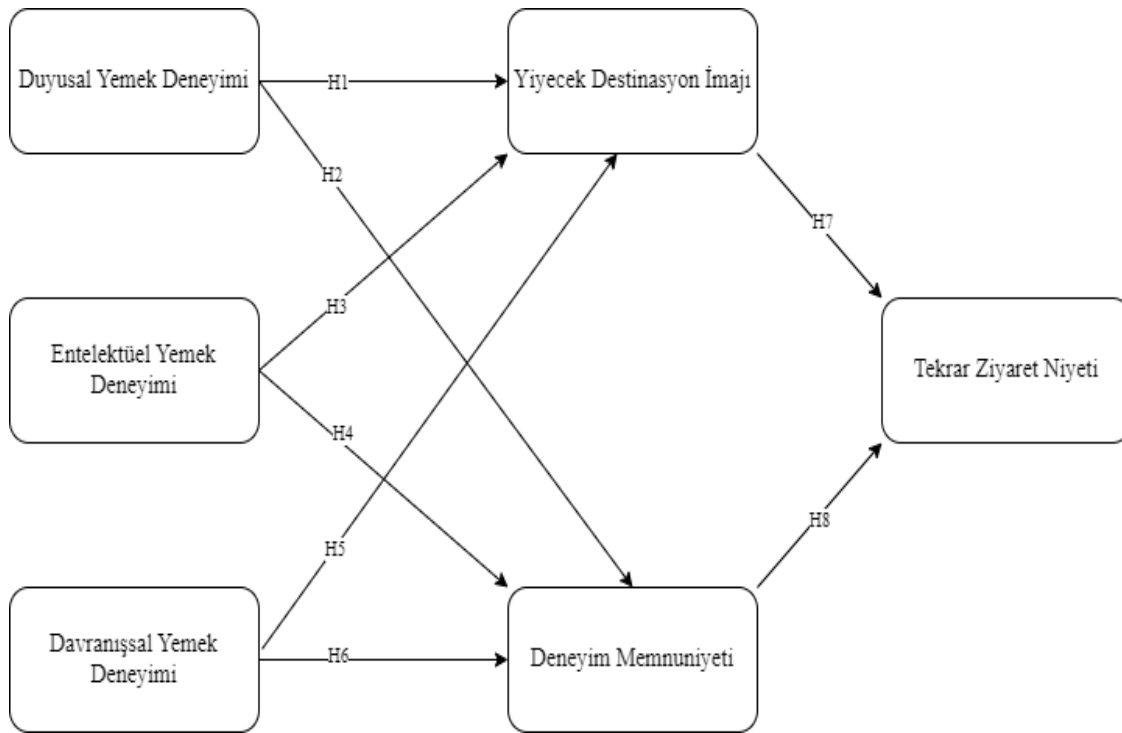 Duyusal Yemek Deneyimi
H1
Yiyecek Destinasyon İmajı
H2
H7
H3
Entelektüel Yemek
Deneyimi
Tekrar Ziyaret Niyeti
H4
H5
H8
Davranışsal Yemek
Deneyimi
H6
Deneyim Memnuniyeti